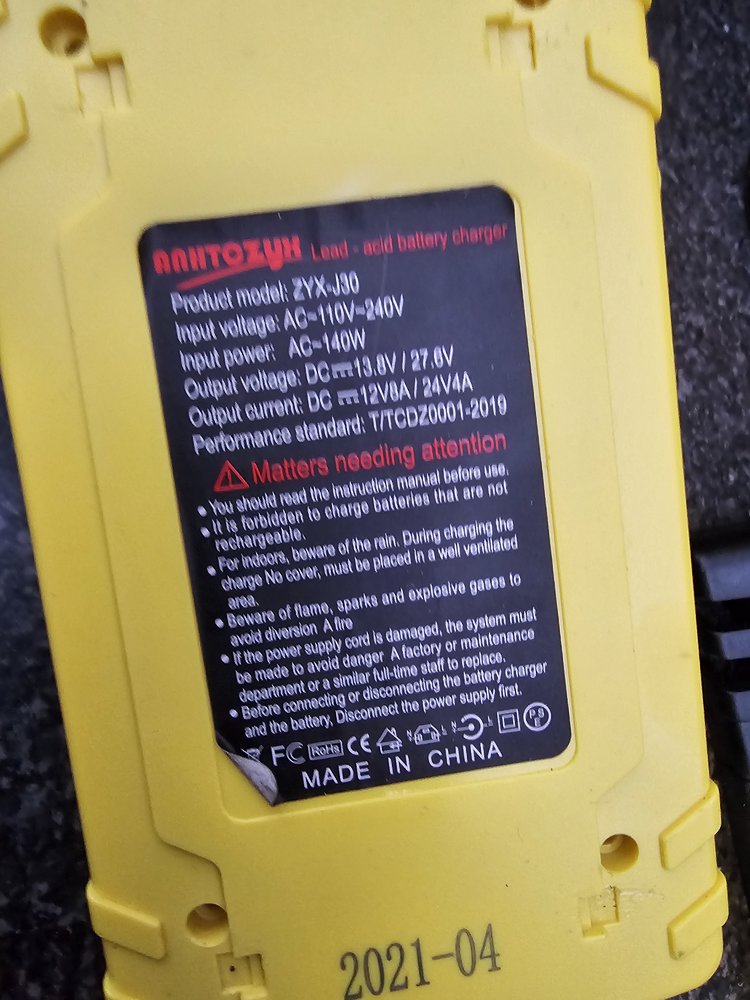 ANHTOZYX Lead - acid battery charger
Product model: ZYX-J30
Input voltage: AC~110V~240V
Input power: AC~140W
Output voltage: DC⎓13.8V / 27.6V
Output current: DC ⎓12V8A / 24V4A
Performance standard: T/TCDZ0001-2019
Matters needing attention
• You should read the instruction manual before use.
• It is forbidden to charge batteries that are not
rechargeable.
• For indoors, beware of the rain. During charging the
charge No cover, must be placed in a well ventilated
area.
• Beware of flame, sparks and explosive gases to
avoid diversion A fire
• If the power supply cord is damaged, the system must
be made to avoid danger A factory or maintenance
department or a similar full-time staff to replace.
• Before connecting or disconnecting the battery charger
and the battery, Disconnect the power supply first.
FC RoHs CE N L N L PSE
MADE IN CHINA
2021-04